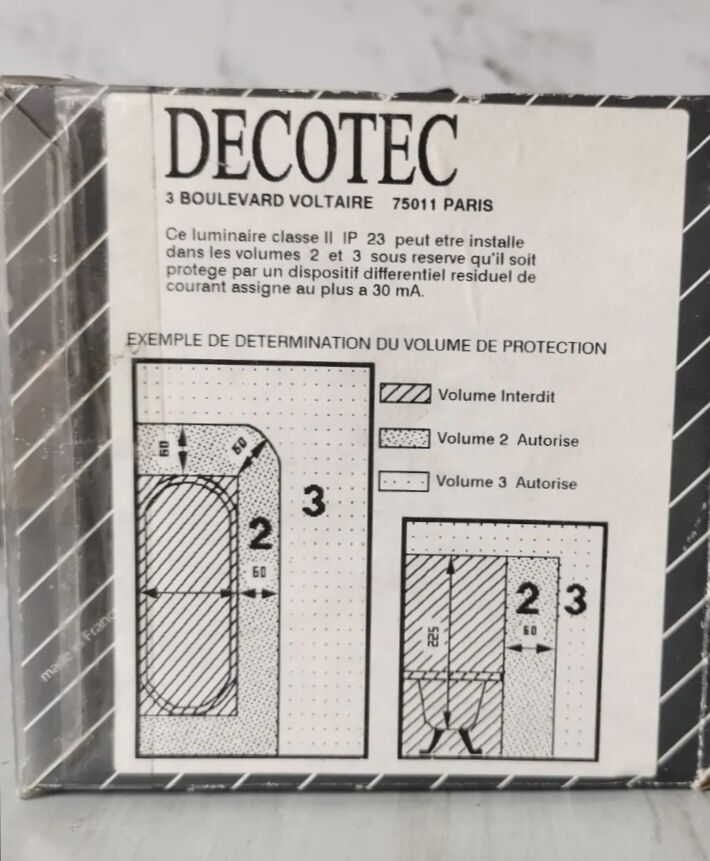 DECOTEC
3 BOULEVARD VOLTAIRE 75011 PARIS
Ce luminaire classe II IP 23 peut etre installe
dans les volumes 2 et 3 sous reserve qu'il soit
protege par un dispositif differentiel residuel de
courant assigne au plus a 30 mA.
EXEMPLE DE DETERMINATION DU VOLUME DE PROTECTION
Volume Interdit
Volume 2 Autorise
Volume 3 Autorise
60
60
3
2
60
2
3
60
225
made in France